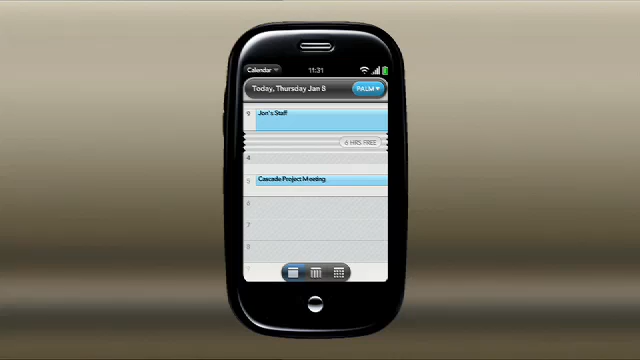 Calendar
11:31
Today, Thursday Jan 8
PALM
9
Jon's Staff
6 HRS FREE
4
5
Cascade Project Meeting
6
7
8